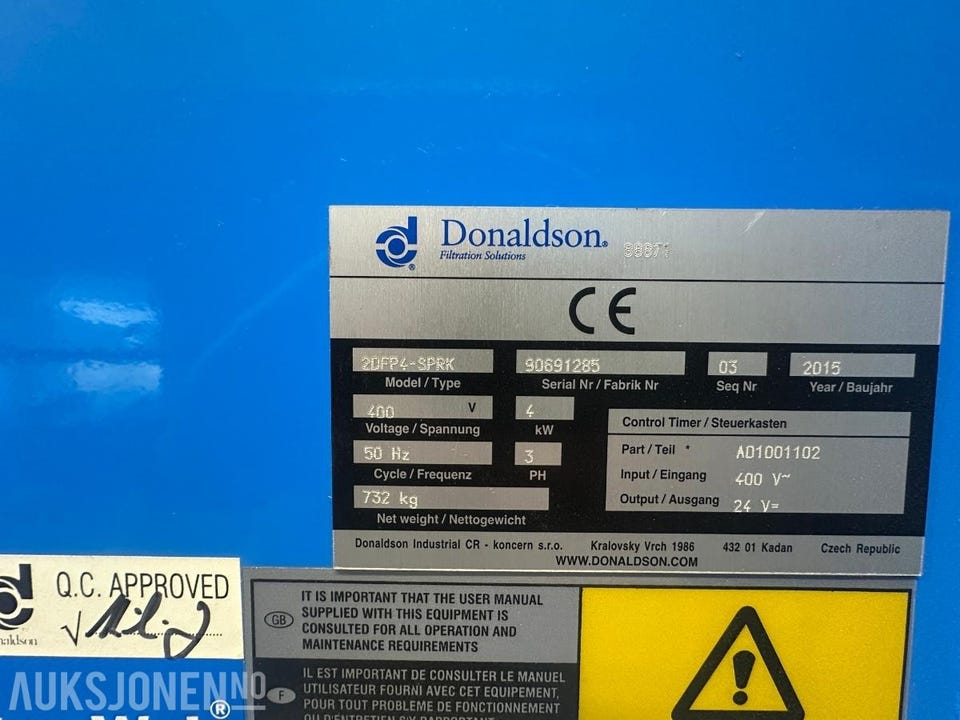 Donaldson®
Filtration Solutions
CE
2DFP4-SPRK
Model / Type
90691285
Serial Nr / Fabrik Nr
03
Seq Nr
2015
Year / Baujahr
400 V
Voltage / Spannung
4
kW
50 Hz
Cycle / Frequenz
3
PH
732 kg
Net weight / Nettogewicht
Control Timer / Steuerkasten
Part / Teil * AD1001102
Input / Eingang 400 V~
Output / Ausgang 24 V=
Donaldson Industrial CR - koncern s.r.o. Kralovsky Vrch 1986 432 01 Kadan Czech Republic
WWW.DONALDSON.COM
Q.C. APPROVED
GB
IT IS IMPORTANT THAT THE USER MANUAL
SUPPLIED WITH THIS EQUIPMENT IS
CONSULTED FOR ALL OPERATION AND
MAINTENANCE REQUIREMENTS
F
IL EST IMPORTANT DE CONSULTER LE MANUEL
UTILISATEUR FOURNI AVEC CET EQUIPEMENT,
POUR TOUT PROBLEME DE FONCTIONNEMENT
AUKSJONEN.NO